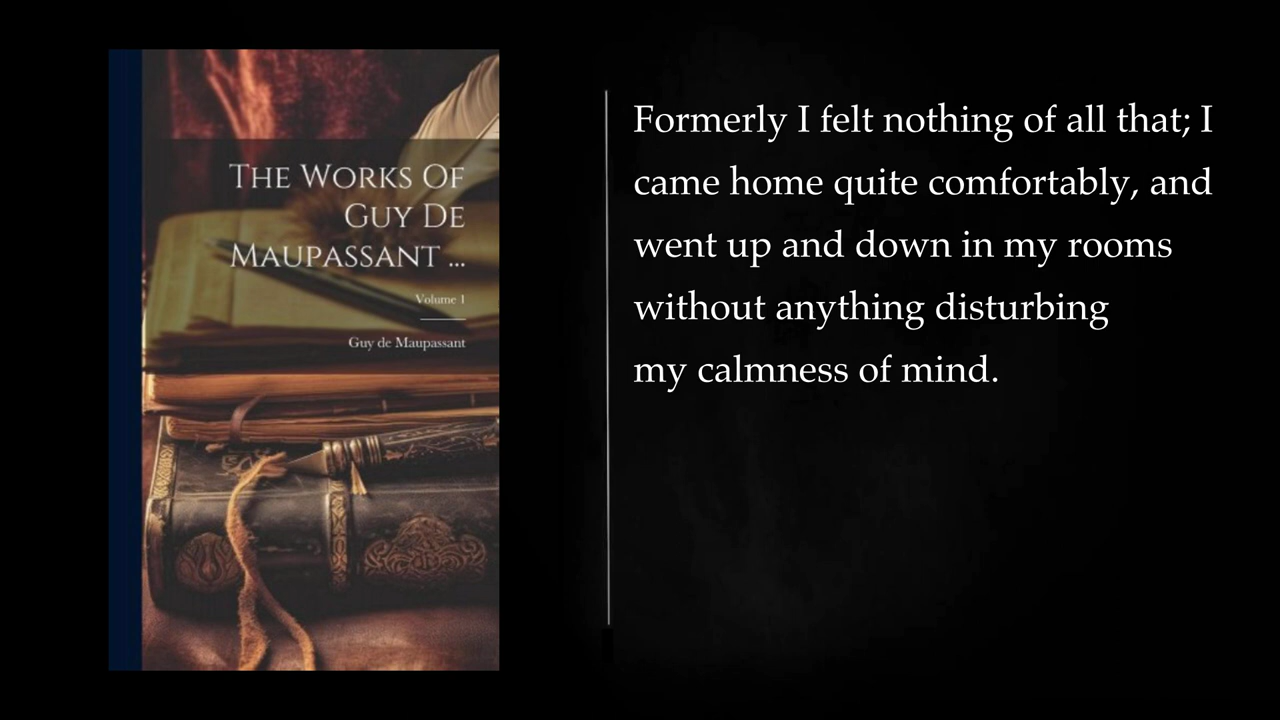 The Works Of
Guy De
Maupassant ...
Volume 1
Guy de Maupassant
Formerly I felt nothing of all that; I
came home quite comfortably, and
went up and down in my rooms
without anything disturbing
my calmness of mind.